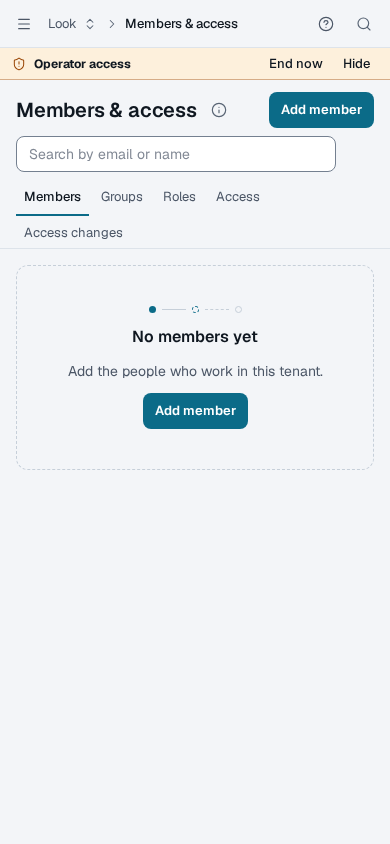 Look > Members & access
Operator access End now Hide
Members & access Add member
Search by email or name
Members Groups Roles Access
Access changes
No members yet
Add the people who work in this tenant.
Add member